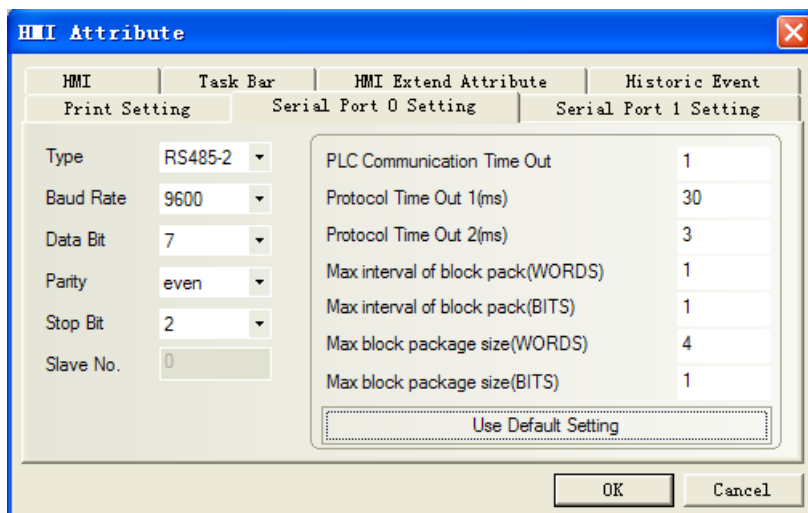 HMI Attribute
HMI Task Bar HMI Extend Attribute Historic Event
Print Setting Serial Port 0 Setting Serial Port 1 Setting
Type RS485-2
Baud Rate 9600
Data Bit 7
Parity even
Stop Bit 2
Slave No. 0
PLC Communication Time Out 1
Protocol Time Out 1(ms) 30
Protocol Time Out 2(ms) 3
Max interval of block pack(WORDS) 1
Max interval of block pack(BITS) 1
Max block package size(WORDS) 4
Max block package size(BITS) 1
Use Default Setting
OK Cancel